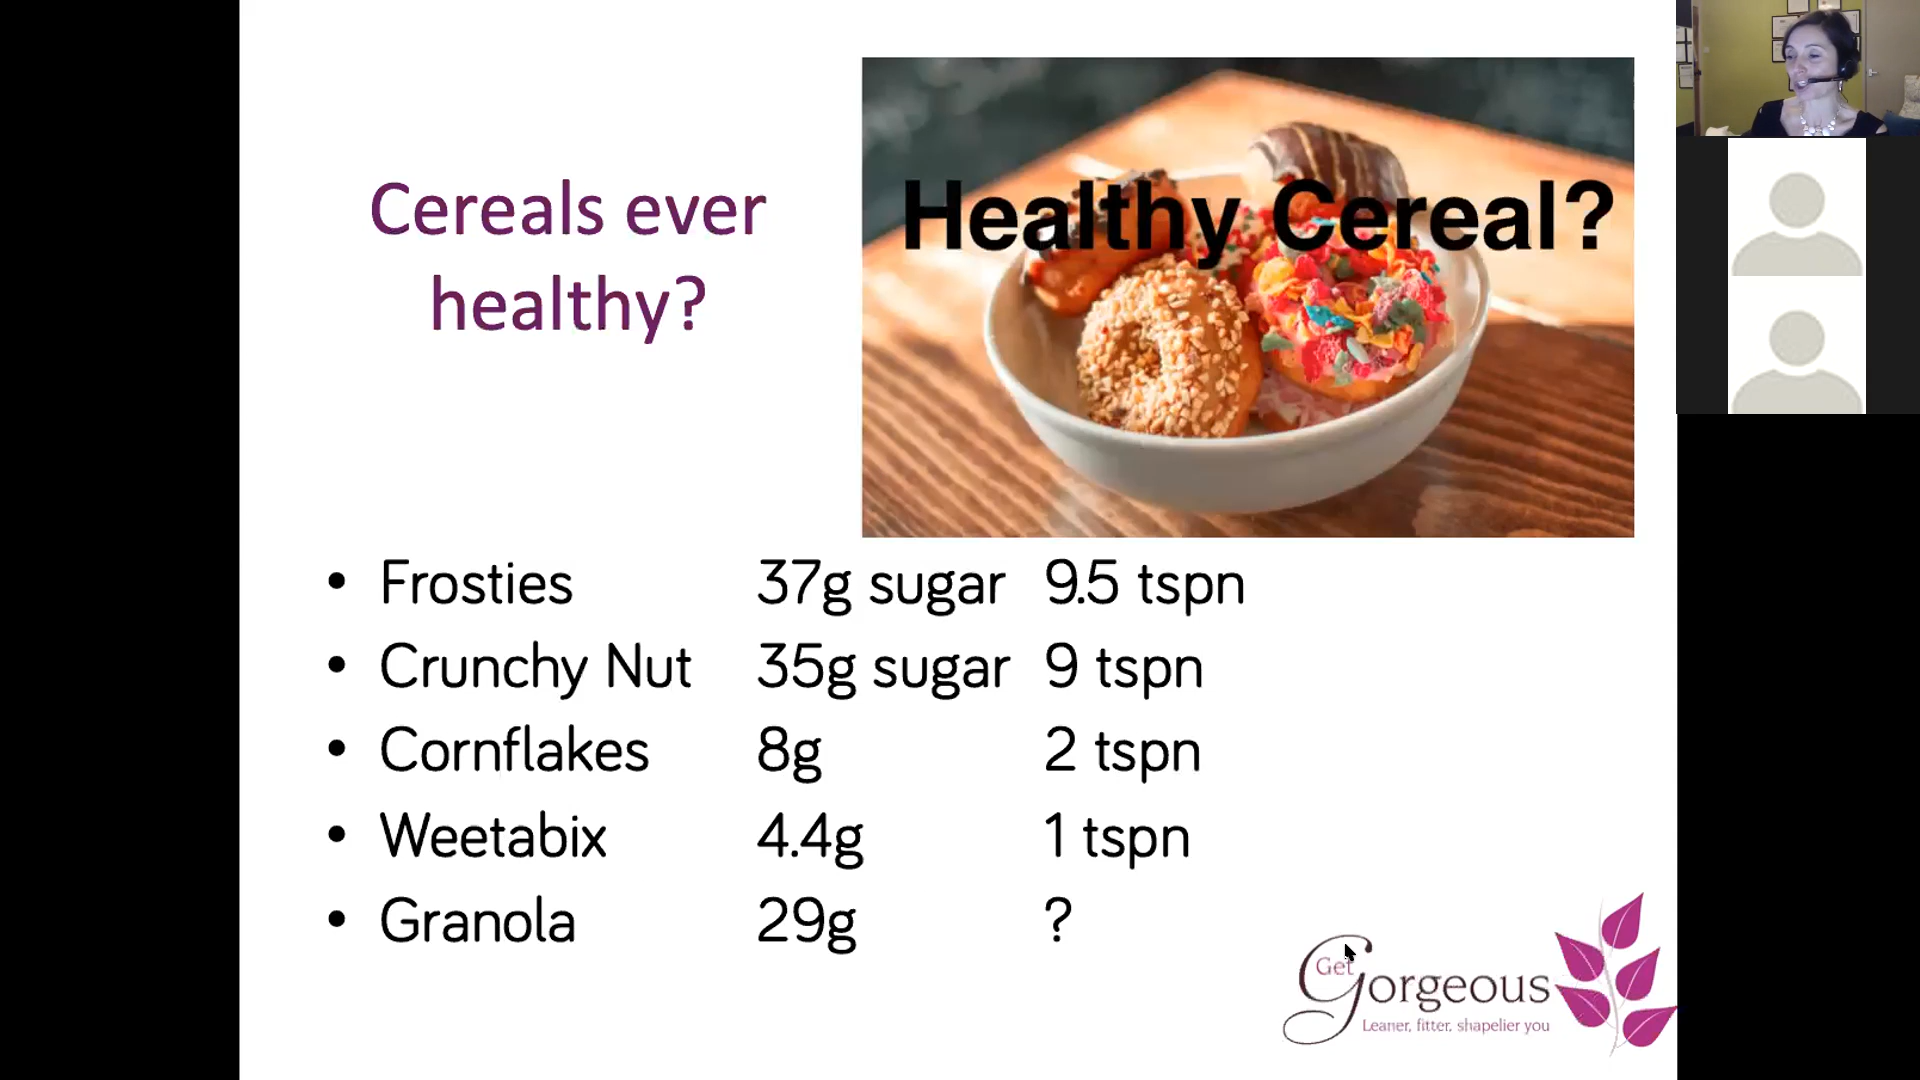 Cereals ever
healthy?
Healthy Cereal?
• Frosties 37g sugar 9.5 tspn
• Crunchy Nut 35g sugar 9 tspn
• Cornflakes 8g 2 tspn
• Weetabix 4.4g 1 tspn
• Granola 29g ?
Get
Gorgeous
Leaner, fitter, shapelier you